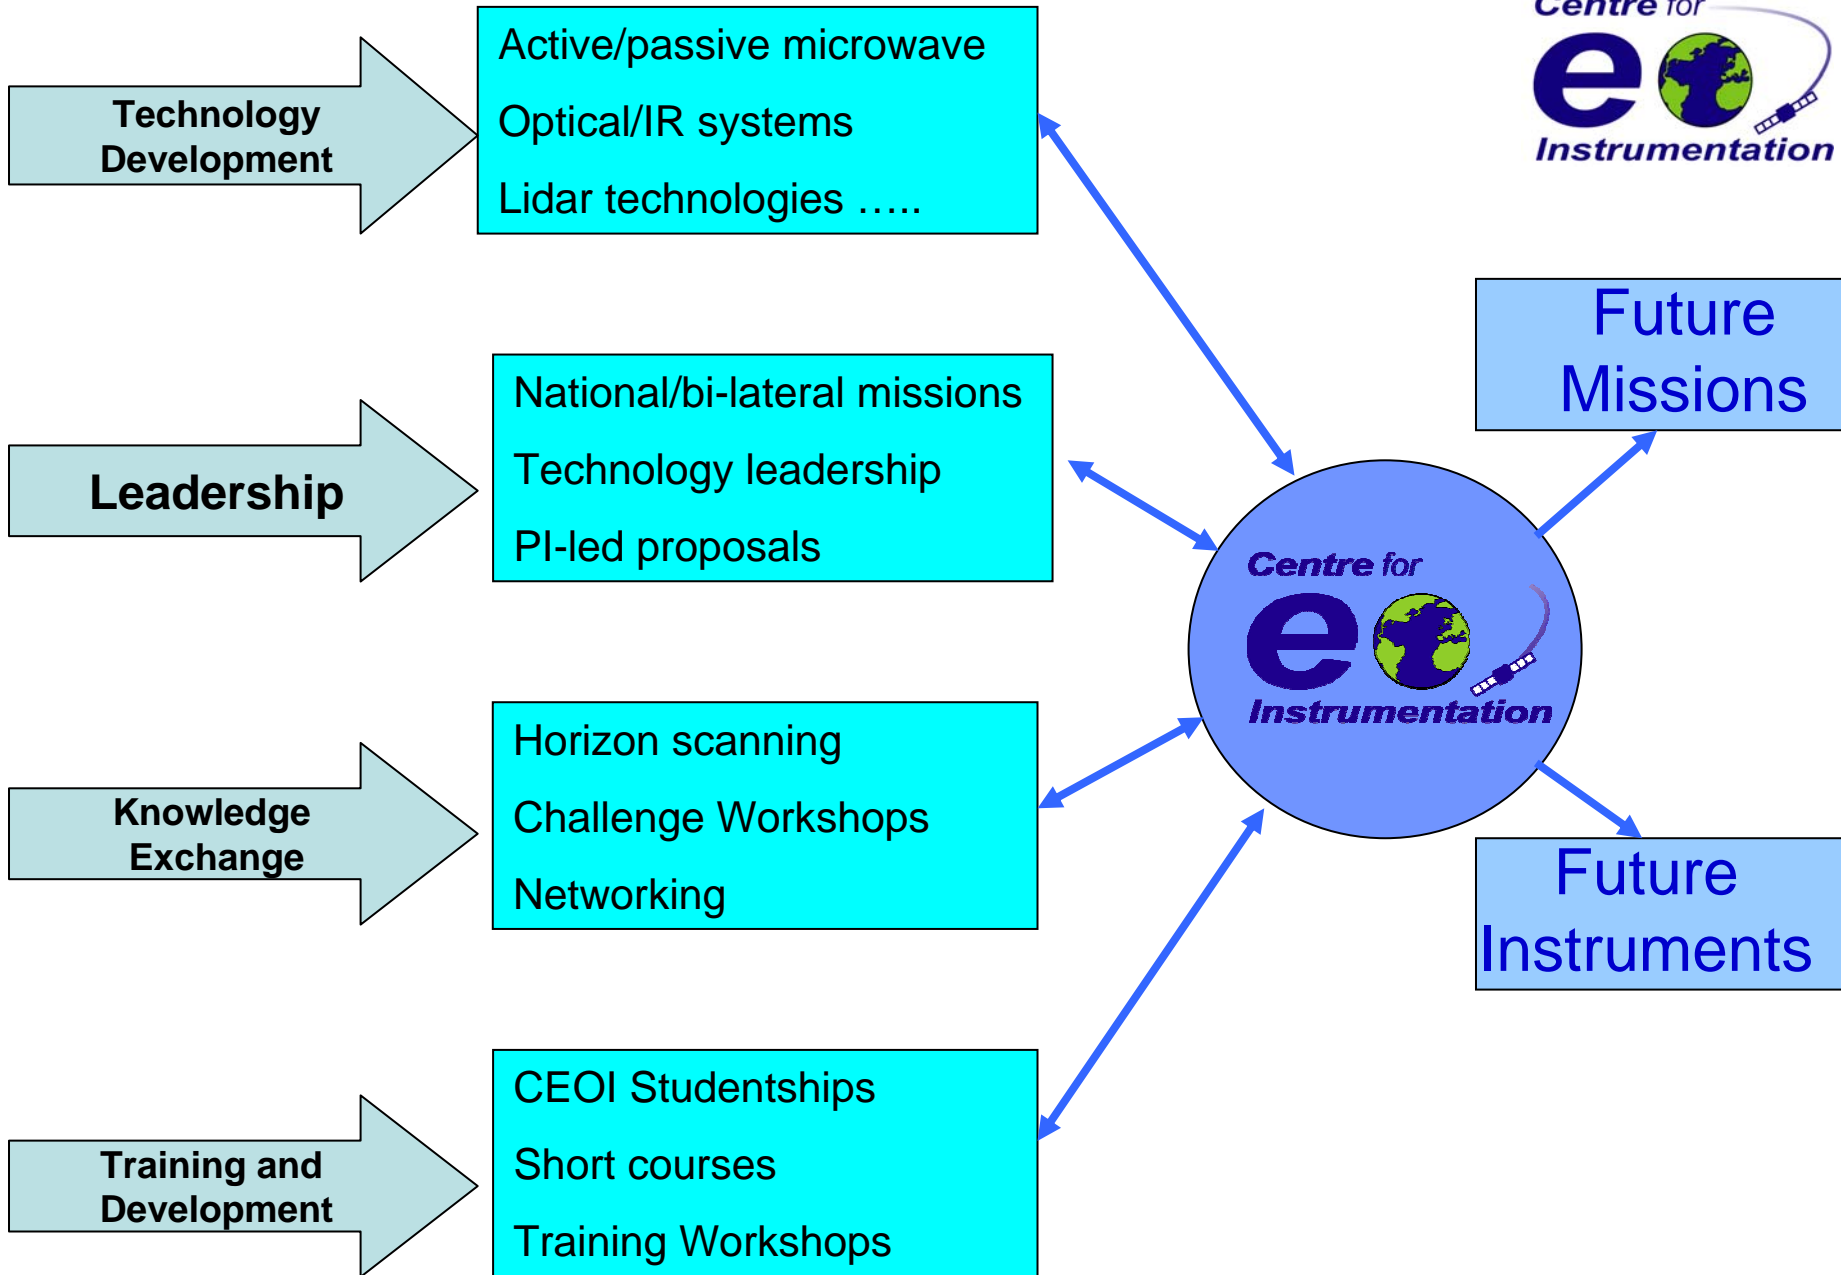 Centre for
eo
Instrumentation
Technology
Development
Active/passive microwave
Optical/IR systems
Lidar technologies …..
Leadership
National/bi-lateral missions
Technology leadership
PI-led proposals
Knowledge
Exchange
Horizon scanning
Challenge Workshops
Networking
Training and
Development
CEOI Studentships
Short courses
Training Workshops
Centre for
eo
Instrumentation
Future
Missions
Future
Instruments